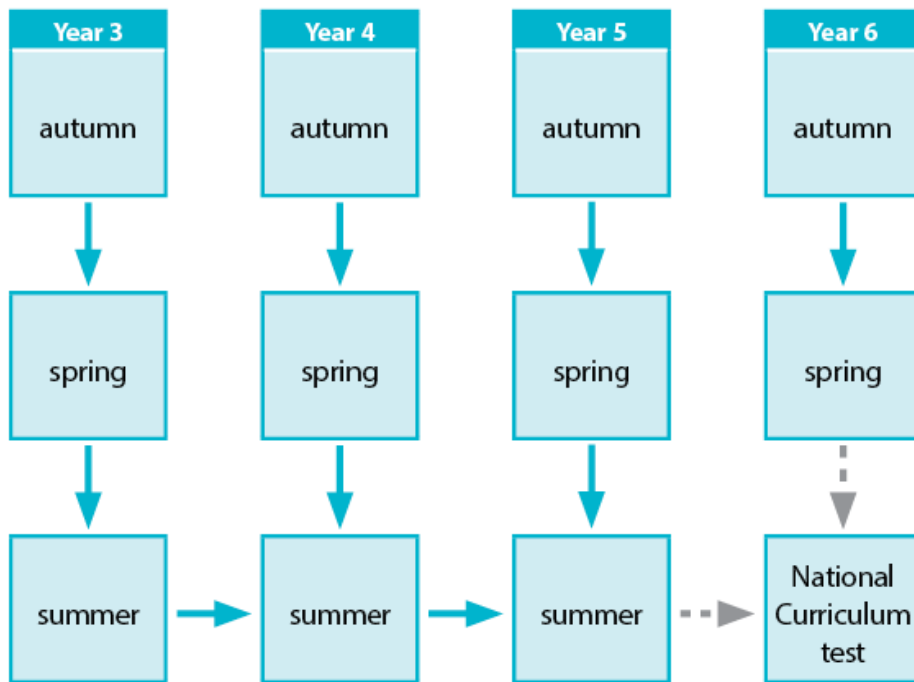 Year 3
Year 4
Year 5
Year 6
autumn
autumn
autumn
autumn
spring
spring
spring
spring
summer
summer
summer
National
Curriculum
test